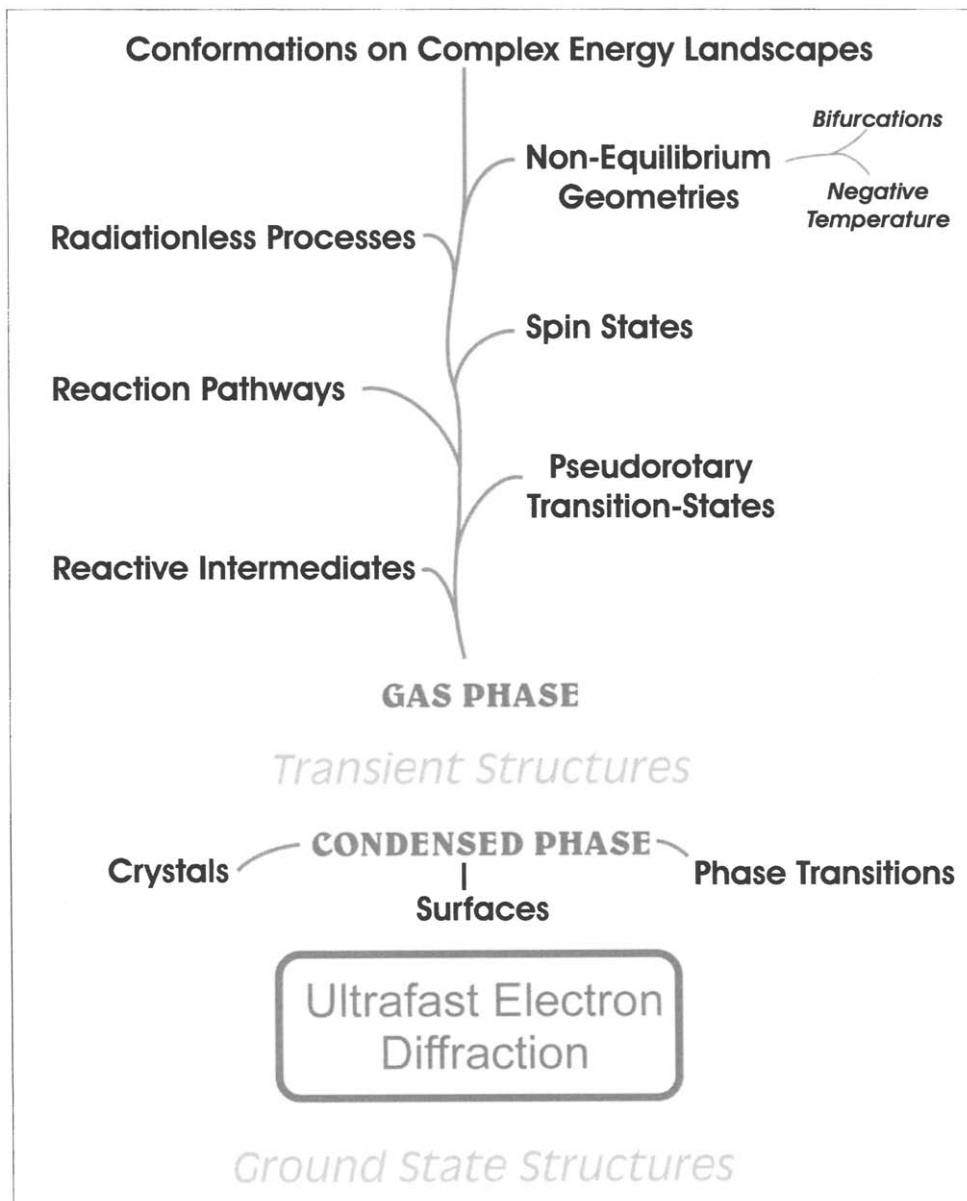 Conformations on Complex Energy Landscapes
Bifurcations
Non-Equilibrium
Geometries
Negative
Temperature
Radiationless Processes
Spin States
Reaction Pathways
Pseudorotary
Transition-States
Reactive Intermediates
GAS PHASE
Transient Structures
CONDENSED PHASE
Crystals
Phase Transitions
Surfaces
Ultrafast Electron
Diffraction
Ground State Structures